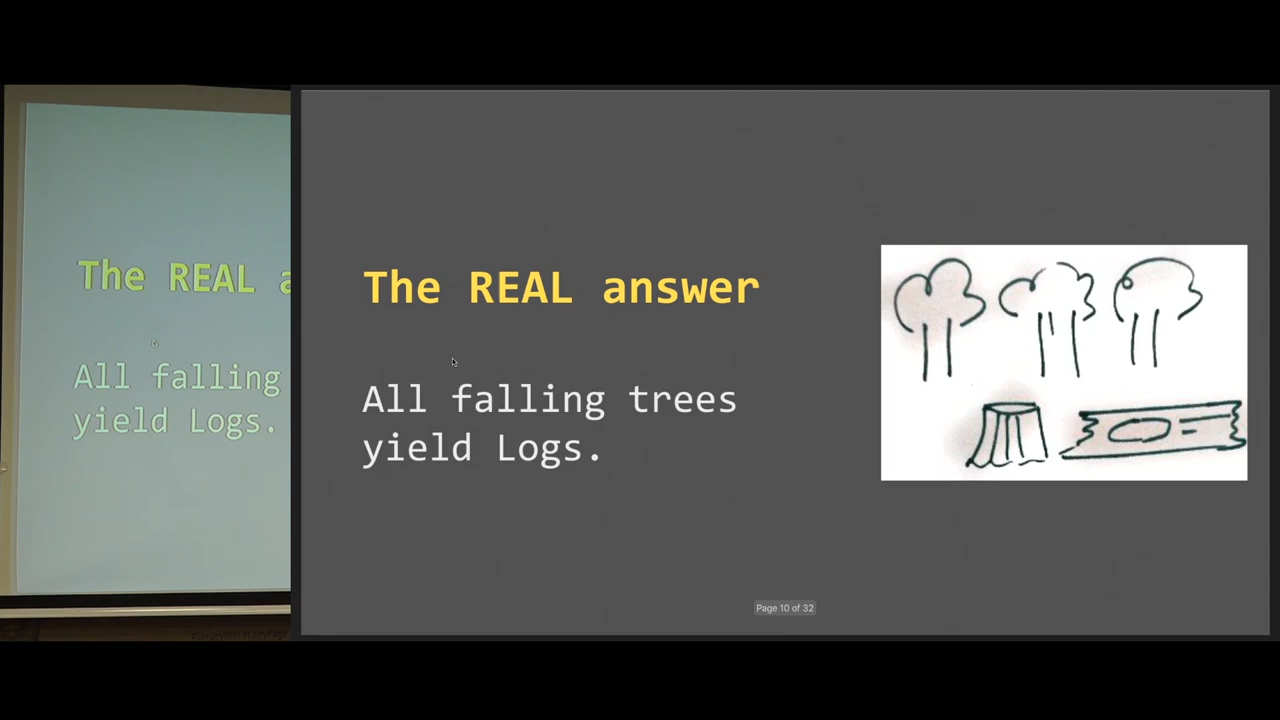 The REAL a
All falling
yield Logs.
The REAL answer
All falling trees
yield Logs.
Page 10 of 32